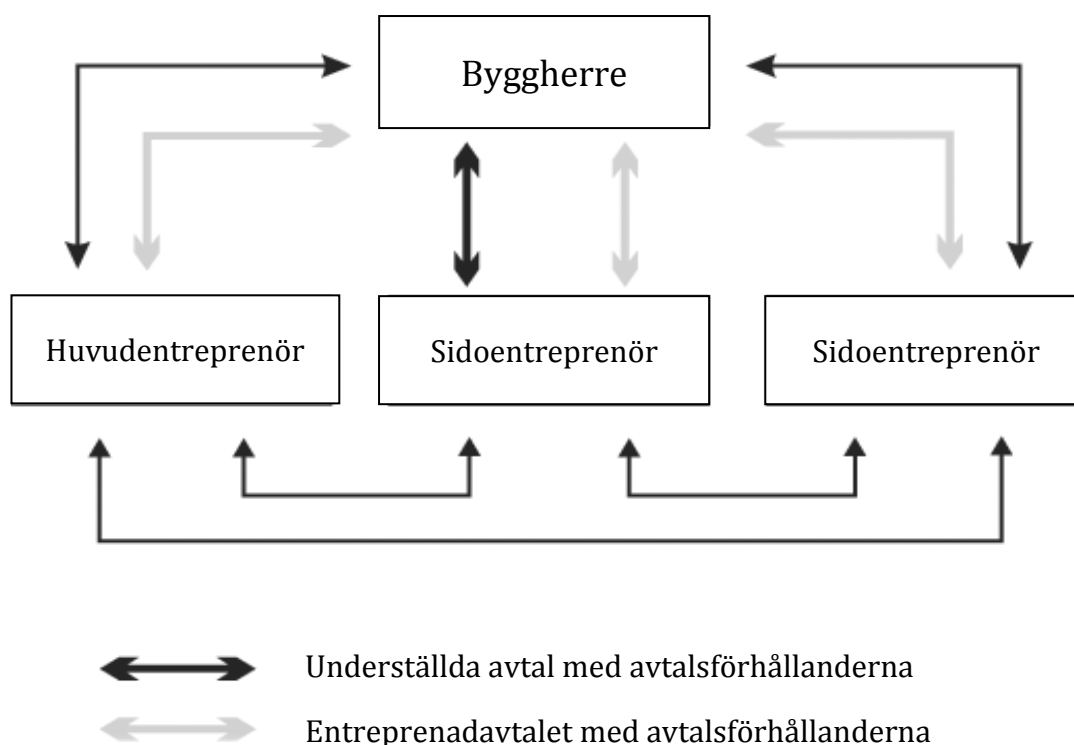 Byggherre
Huvudentreprenör
Sidoentreprenör
Sidoentreprenör
Underställda avtal med avtalsförhållanderna
Entreprenadavtalet med avtalsförhållanderna